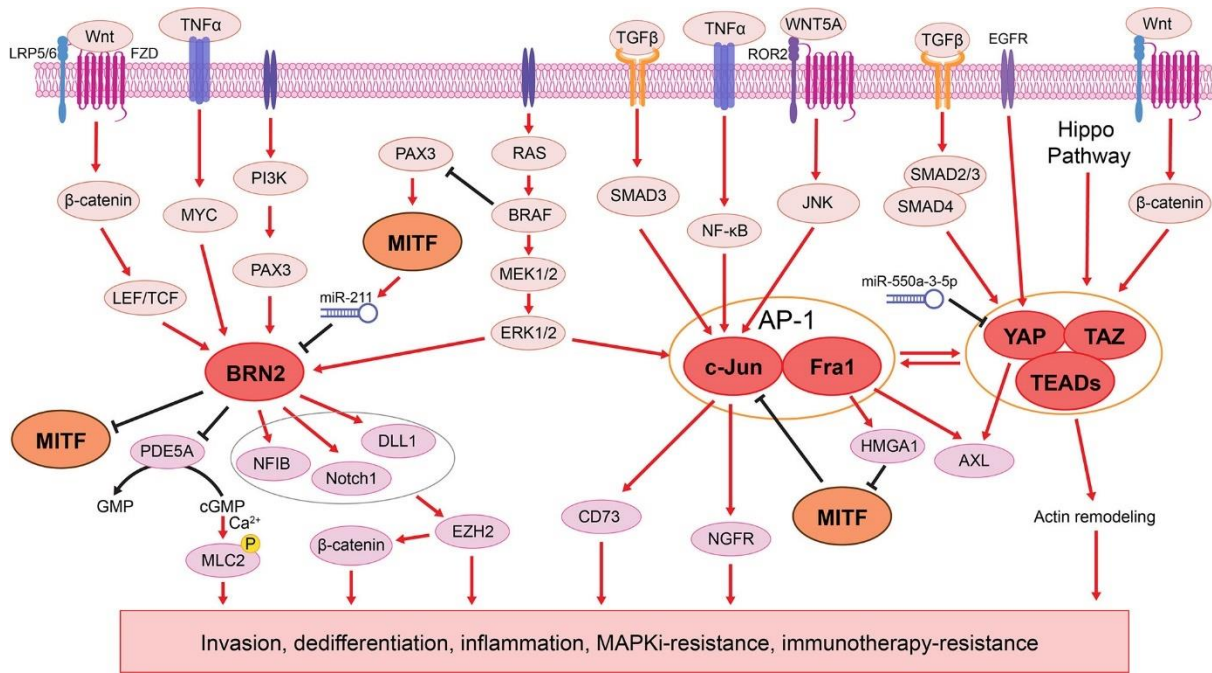 Wnt
TNFα
TGFβ
TNFα
WNT5A
TGFβ
EGFR
Wnt
LRP5/6
FZD
ROR2
Hippo
Pathway
PAX3
RAS
PI3K
SMAD2/3
β-catenin
MYC
BRAF
SMAD3
JNK
SMAD4
β-catenin
MITF
NF-κB
PAX3
MEK1/2
LEF/TCF
miR-211
miR-550a-3-5p
AP-1
ERK1/2
YAP
TAZ
BRN2
c-Jun
Fra1
TEADs
MITF
PDE5A
NFIB
Notch1
DLL1
HMGA1
AXL
GMP
cGMP
Ca²⁺
MITF
CD73
NGFR
Actin remodeling
P
MLC2
β-catenin
EZH2
Invasion, dedifferentiation, inflammation, MAPKi-resistance, immunotherapy-resistance